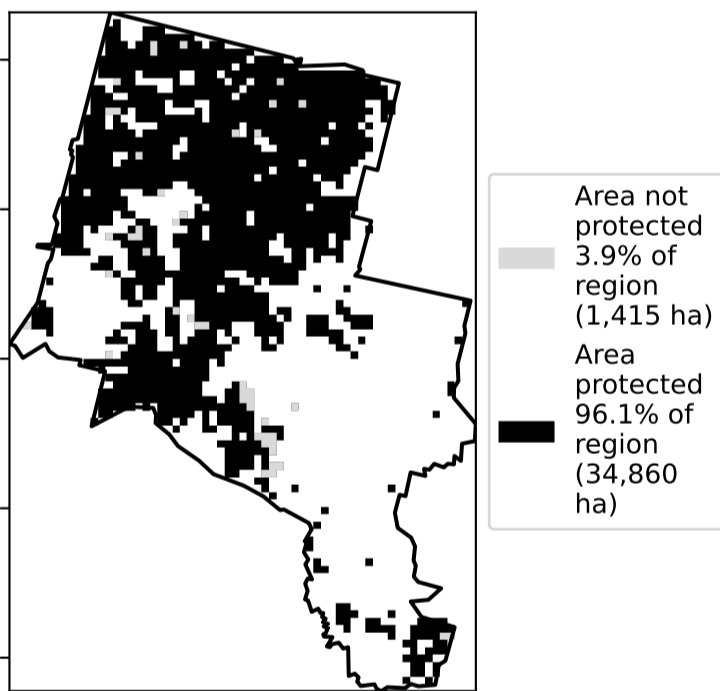 Area not
protected
3.9% of
region
(1,415 ha)
Area
protected
96.1% of
region
(34,860
ha)